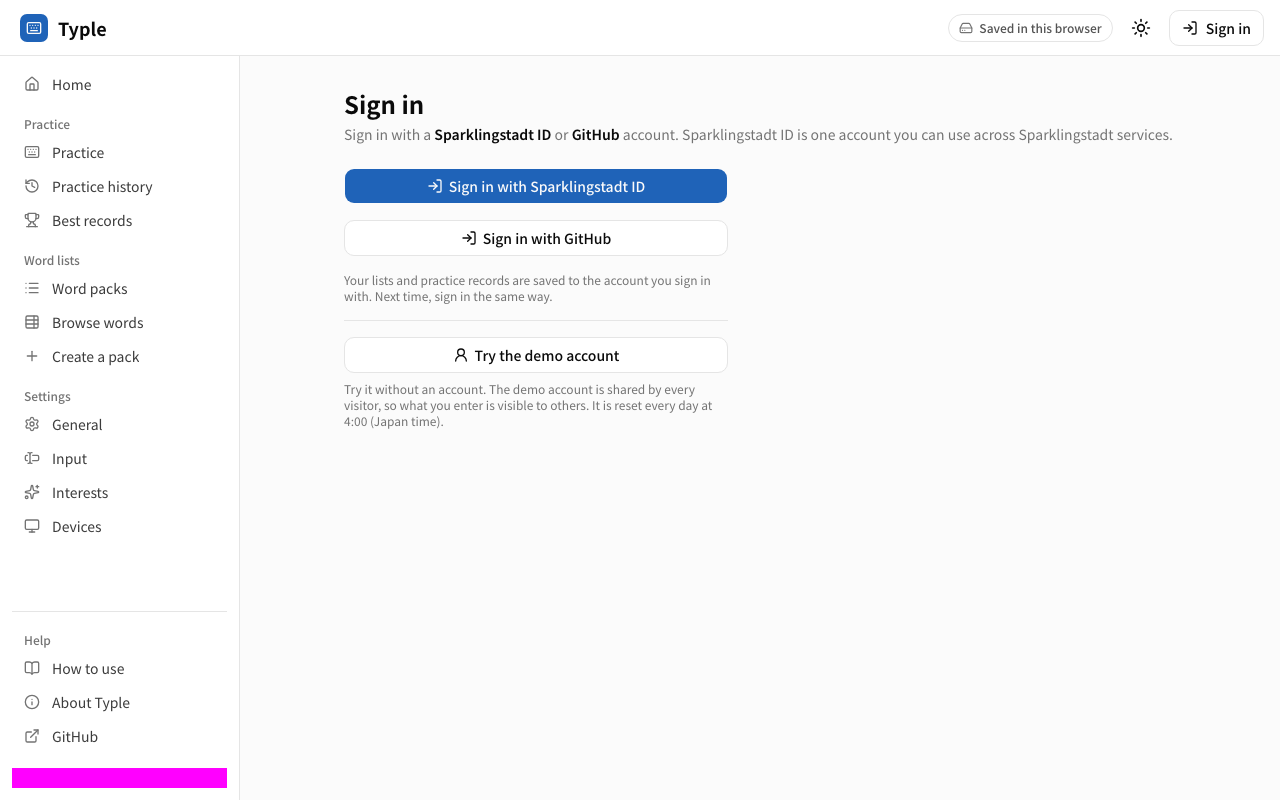 Typle
Saved in this browser
Sign in
Home
Practice
Practice
Practice history
Best records
Word lists
Word packs
Browse words
Create a pack
Settings
General
Input
Interests
Devices
Help
How to use
About Typle
GitHub
Sign in
Sign in with a Sparklingstadt ID or GitHub account. Sparklingstadt ID is one account you can use across Sparklingstadt services.
Sign in with Sparklingstadt ID
Sign in with GitHub
Your lists and practice records are saved to the account you sign in
with. Next time, sign in the same way.
Try the demo account
Try it without an account. The demo account is shared by every
visitor, so what you enter is visible to others. It is reset every day at
4:00 (Japan time).